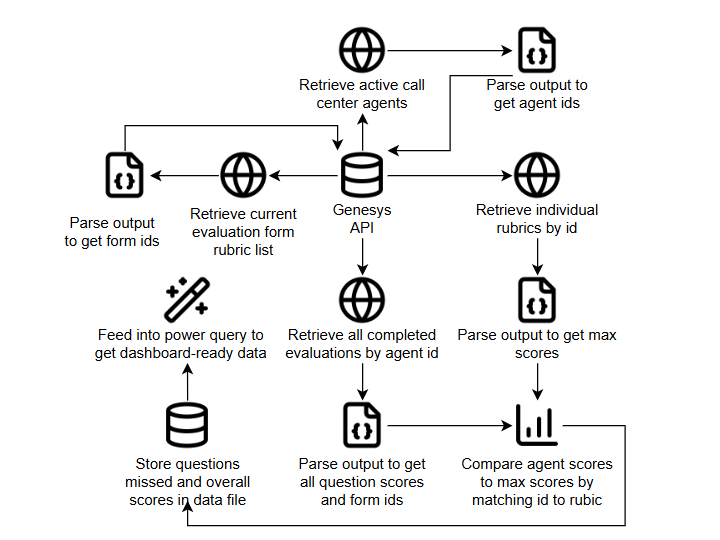 Retrieve active call
center agents
Parse output to
get agent ids
Parse output
to get form ids
Retrieve current
evaluation form
rubric list
Genesys
API
Retrieve individual
rubrics by id
Feed into power query to
get dashboard-ready data
Retrieve all completed
evaluations by agent id
Parse output to get max
scores
Store questions
missed and overall
scores in data file
Parse output to get
all question scores
and form ids
Compare agent scores
to max scores by
matching id to rubic